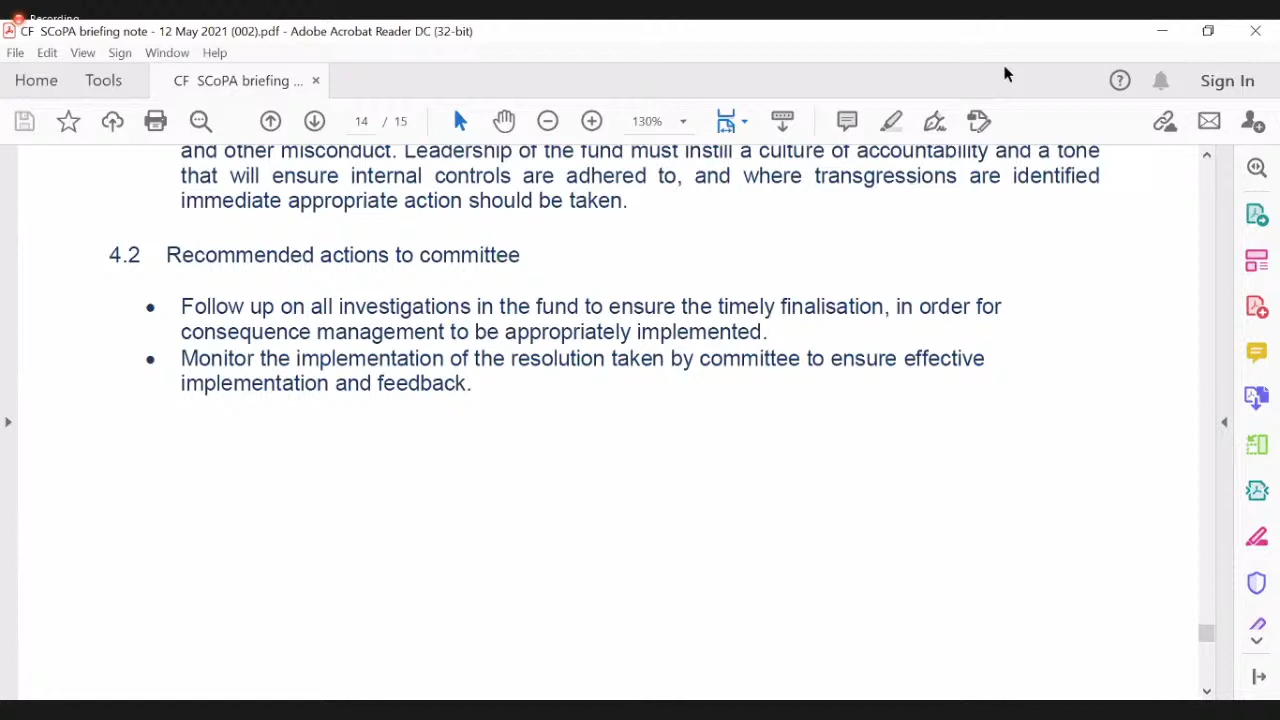 Recording
CF SCoPA briefing note - 12 May 2021 (002).pdf - Adobe Acrobat Reader DC (32-bit)
File Edit View Sign Window Help
Home Tools CF SCoPA briefing ... × Sign In
14 / 15 130%
and other misconduct. Leadership of the fund must instill a culture of accountability and a tone
that will ensure internal controls are adhered to, and where transgressions are identified
immediate appropriate action should be taken.
4.2 Recommended actions to committee
• Follow up on all investigations in the fund to ensure the timely finalisation, in order for
consequence management to be appropriately implemented.
• Monitor the implementation of the resolution taken by committee to ensure effective
implementation and feedback.